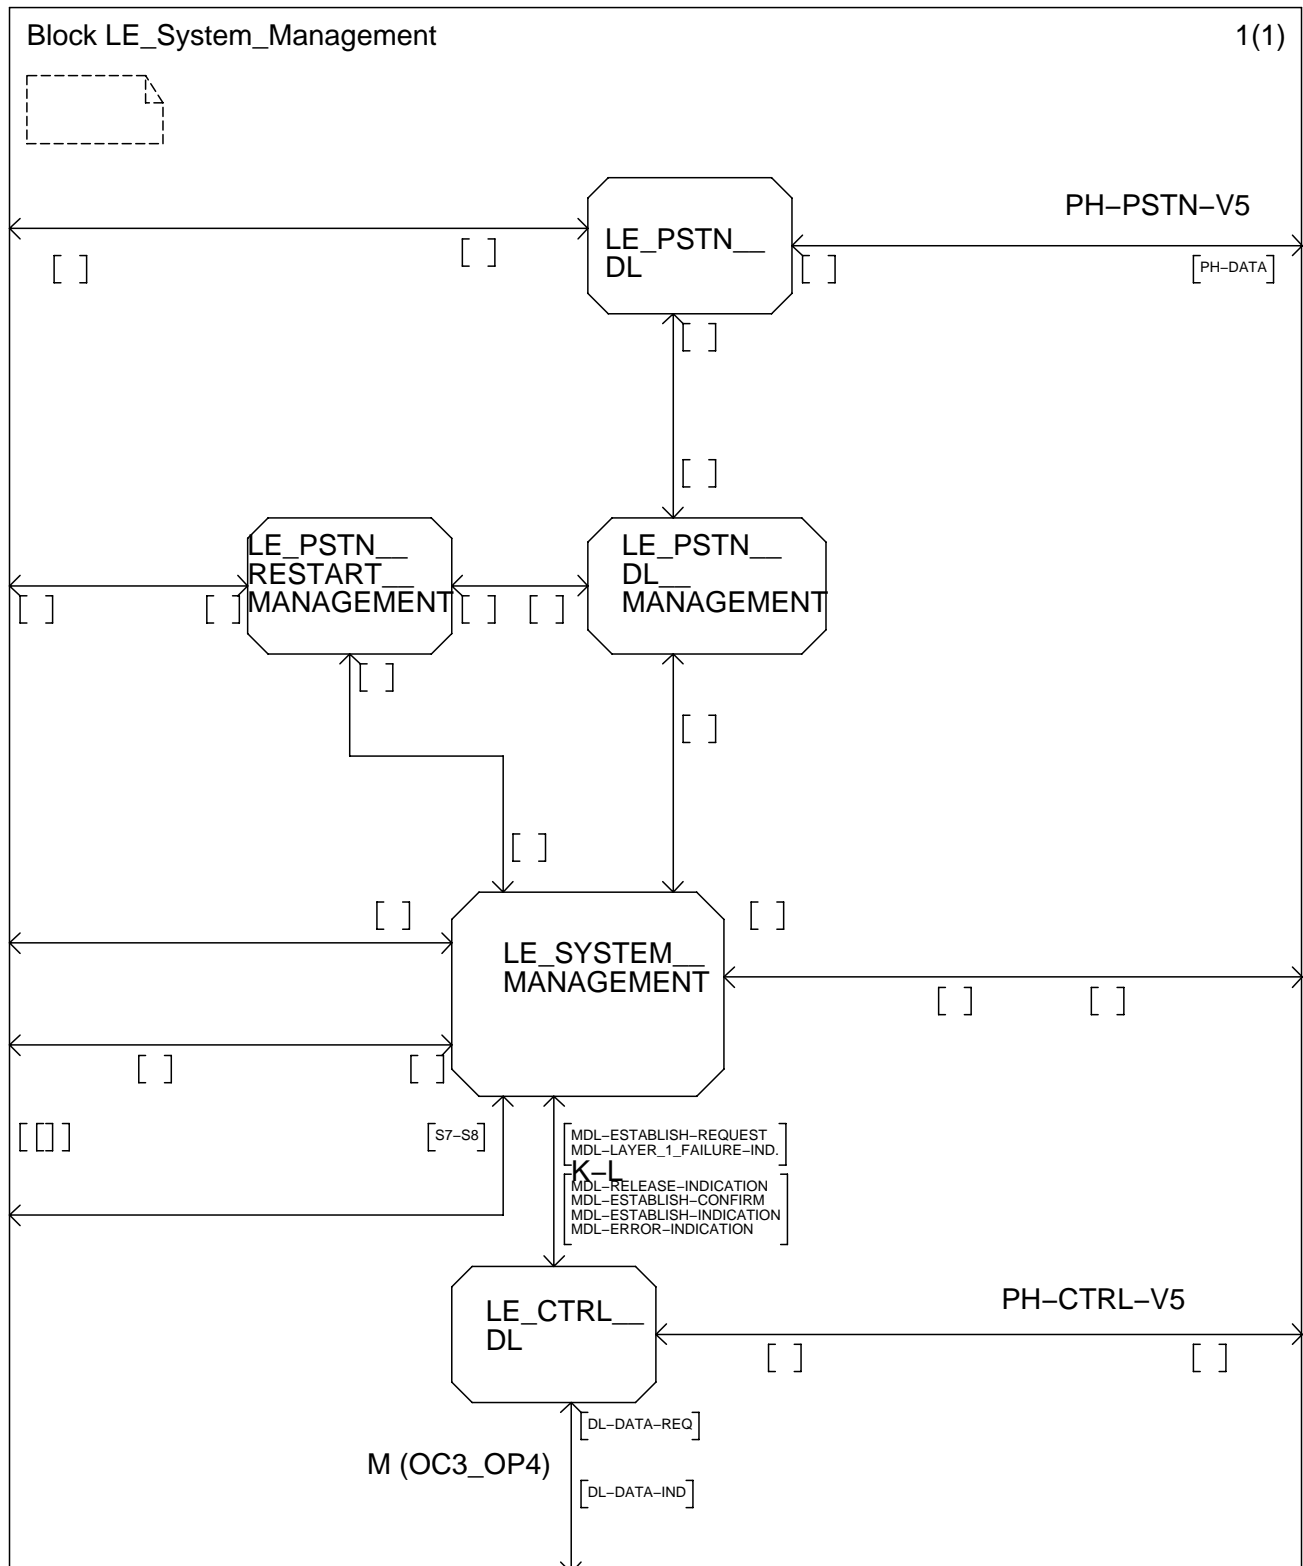 Block LE_System_Management
1(1)
PH–PSTN–V5
LE_PSTN__
DL
[ ]
[ ]
[ ]
[PH–DATA]
[ ]
[ ]
LE_PSTN__
RESTART__
MANAGEMENT
LE_PSTN__
DL__
MANAGEMENT
[ ]
[ ]
[ ]
[ ]
[ ]
[ ]
[ ]
[ ]
[ ]
LE_SYSTEM__
MANAGEMENT
[ ]
[ ]
[ ]
[ ]
[[]]
[S7–S8]
[MDL–ESTABLISH–REQUEST
MDL–LAYER_1_FAILURE–IND.]
K–L
[MDL–RELEASE–INDICATION
MDL–ESTABLISH–CONFIRM
MDL–ESTABLISH–INDICATION
MDL–ERROR–INDICATION]
LE_CTRL__
DL
PH–CTRL–V5
[ ]
[ ]
[DL–DATA–REQ]
M (OC3_OP4)
[DL–DATA–IND]